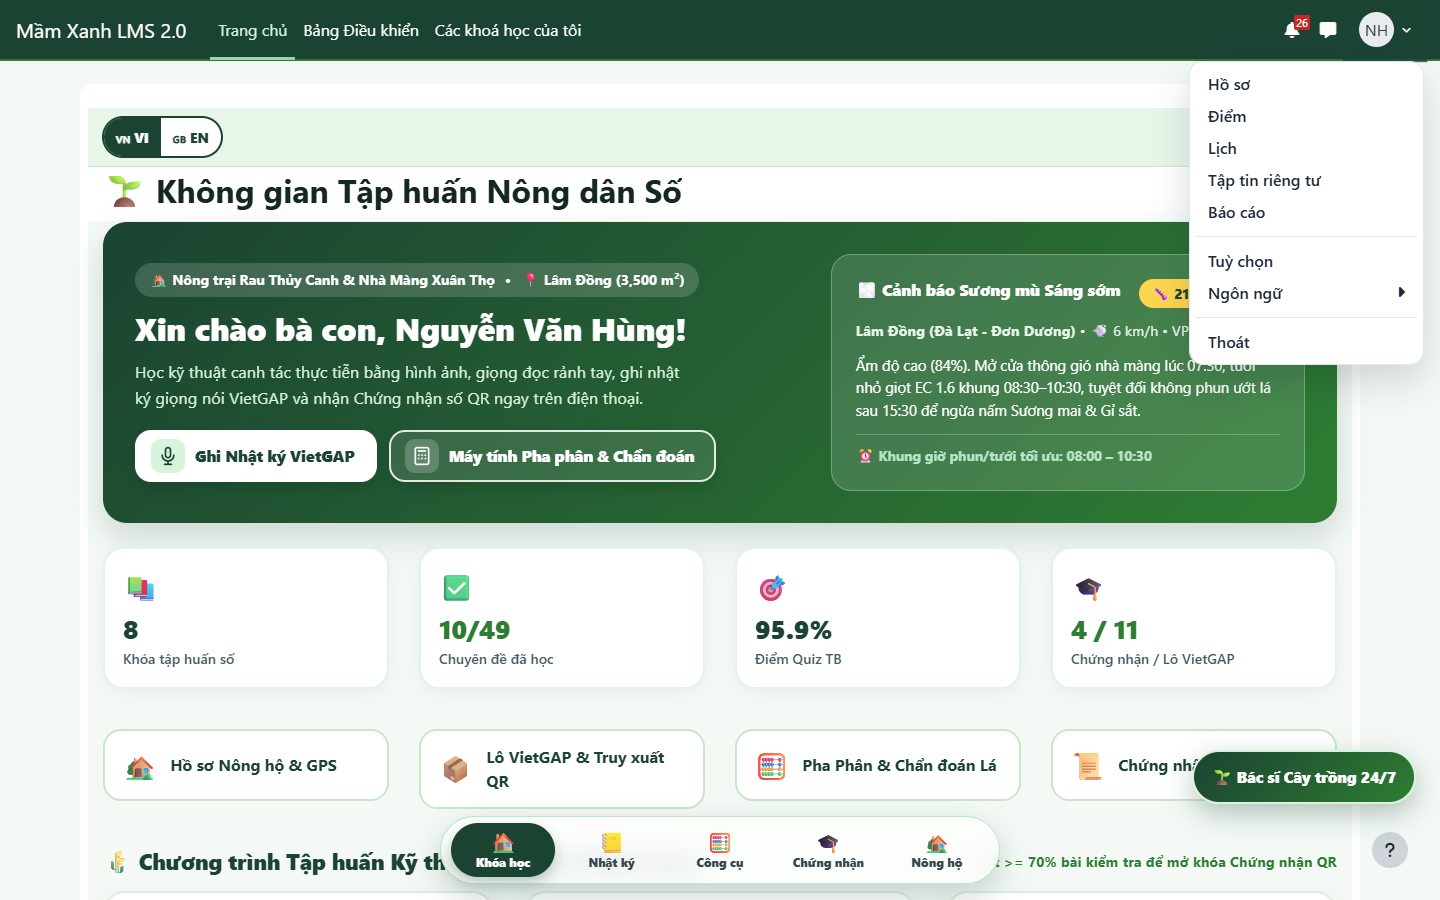 Mầm Xanh LMS 2.0
Trang chủ
Bảng Điều khiển
Các khoá học của tôi
26
NH
Hồ sơ
Điểm
Lịch
Tập tin riêng tư
Báo cáo
Tuỳ chọn
Ngôn ngữ
Thoát
VN VI
GB EN
🌱 Không gian Tập huấn Nông dân Số
Nông trại Rau Thủy Canh & Nhà Màng Xuân Thọ • 📍 Lâm Đồng (3,500 m²)
Xin chào bà con, Nguyễn Văn Hùng!
Học kỹ thuật canh tác thực tiễn bằng hình ảnh, giọng đọc rảnh tay, ghi nhật
ký giọng nói VietGAP và nhận Chứng nhận số QR ngay trên điện thoại.
Ghi Nhật ký VietGAP
Máy tính Pha phân & Chẩn đoán
Cảnh báo Sương mù Sáng sớm
21
Lâm Đồng (Đà Lạt - Đơn Dương) • 6 km/h • VP
Ẩm độ cao (84%). Mở cửa thông gió nhà màng lúc 07:30, tưới
nhỏ giọt EC 1.6 khung 08:30–10:30, tuyệt đối không phun ướt lá
sau 15:30 để ngừa nấm Sương mai & Gỉ sắt.
⏰ Khung giờ phun/tưới tối ưu: 08:00 – 10:30
8
Khóa tập huấn số
10/49
Chuyên đề đã học
95.9%
Điểm Quiz TB
4 / 11
Chứng nhận / Lô VietGAP
Hồ sơ Nông hộ & GPS
Lô VietGAP & Truy xuất
QR
Pha Phân & Chẩn đoán Lá
Chứng
Bác sĩ Cây trồng 24/7
Chương trình Tập huấn Kỹ
>= 70% bài kiểm tra để mở khóa Chứng nhận QR
Khóa học
Nhật ký
Công cụ
Chứng nhận
Nông hộ
?